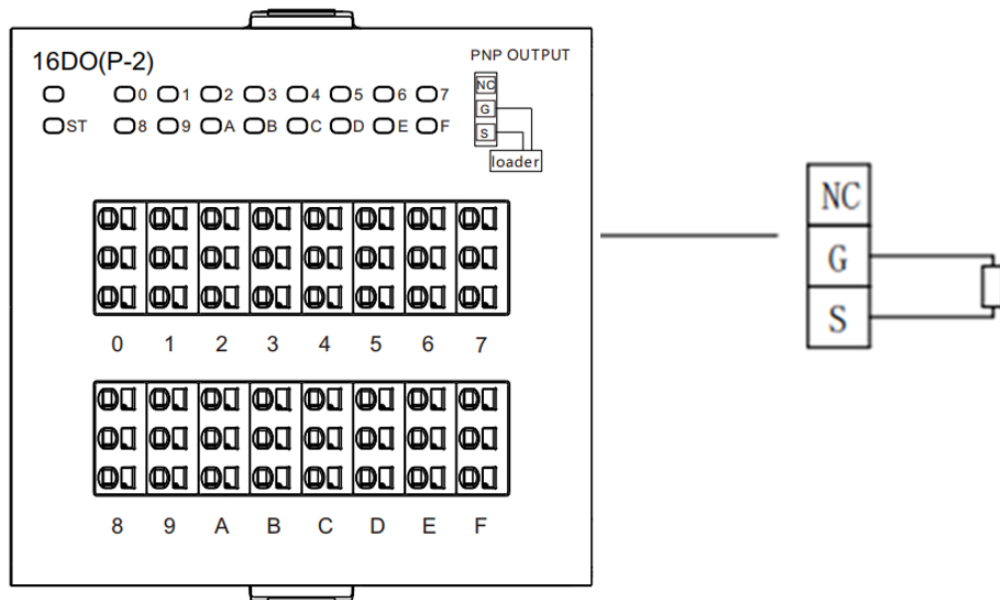 16DO(P-2)
PNP OUTPUT
0 1 2 3 4 5 6 7
ST 8 9 A B C D E F
NC
G
S
loader
0 1 2 3 4 5 6 7
8 9 A B C D E F
NC
G
S